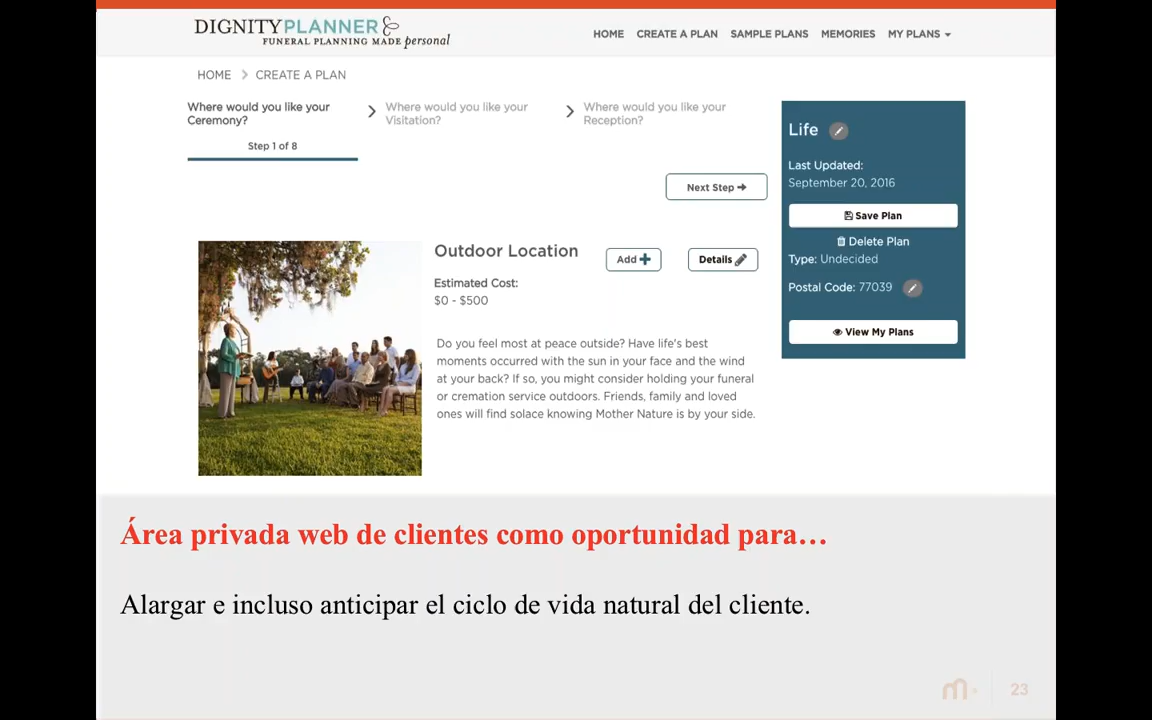 DIGNITYPLANNER
FUNERAL PLANNING MADE personal
HOME CREATE A PLAN SAMPLE PLANS MEMORIES MY PLANS
HOME CREATE A PLAN
Where would you like your
Ceremony?
Step 1 of 8
Where would you like your
Visitation?
Where would you like your
Reception?
Next Step
Life
Last Updated:
September 20, 2016
Save Plan
Delete Plan
Type: Undecided
Postal Code: 77039
View My Plans
Outdoor Location
Add
Details
Estimated Cost:
$0 - $500
Do you feel most at peace outside? Have life's best
moments occurred with the sun in your face and the wind
at your back? If so, you might consider holding your funeral
or cremation service outdoors. Friends, family and loved
ones will find solace knowing Mother Nature is by your side.
Área privada web de clientes como oportunidad para…
Alargar e incluso anticipar el ciclo de vida natural del cliente.
m
23